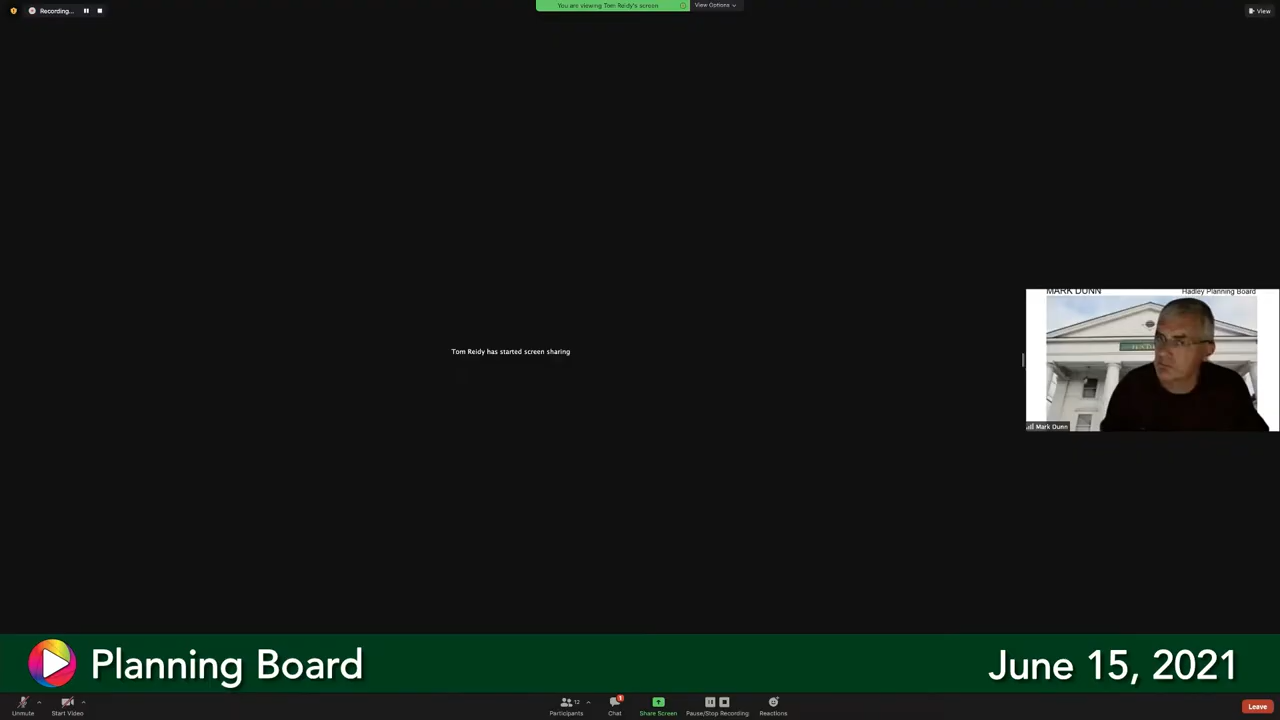 Recording...
You are viewing Tom Reidy's screen
View Options
View
Tom Reidy has started screen sharing
MARK DUNN
Hadley Planning Board
Mark Dunn
Planning Board
June 15, 2021
Unmute
Start Video
12
Participants
1
Chat
Share Screen
Pause/Stop Recording
Reactions
Leave